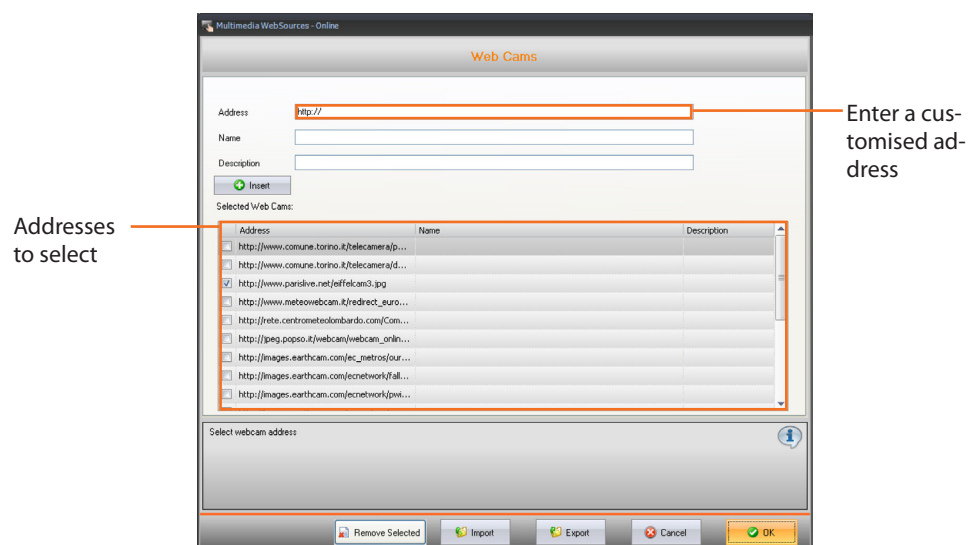 Multimedia WebSources - Online
Web Cams
Address
http://
Name
Description
Insert
Selected Web Cams:
Address Name Description
http://www.comune.torino.it/telecamera/p...
http://www.comune.torino.it/telecamera/d...
http://www.parislive.net/eiffelcam3.jpg
http://www.meteowebcam.it/redirect_euro...
http://rete.centrometeolombardo.com/Com...
http://jpeg.popso.it/webcam/webcam_onlin...
http://images.earthcam.com/ec_metros/our...
http://images.earthcam.com/ecnetwork/fall...
http://images.earthcam.com/ecnetwork/pwi...
Select webcam address
Remove Selected Import Export Cancel OK
Addresses
to select
Enter a cus-
tomised ad-
dress